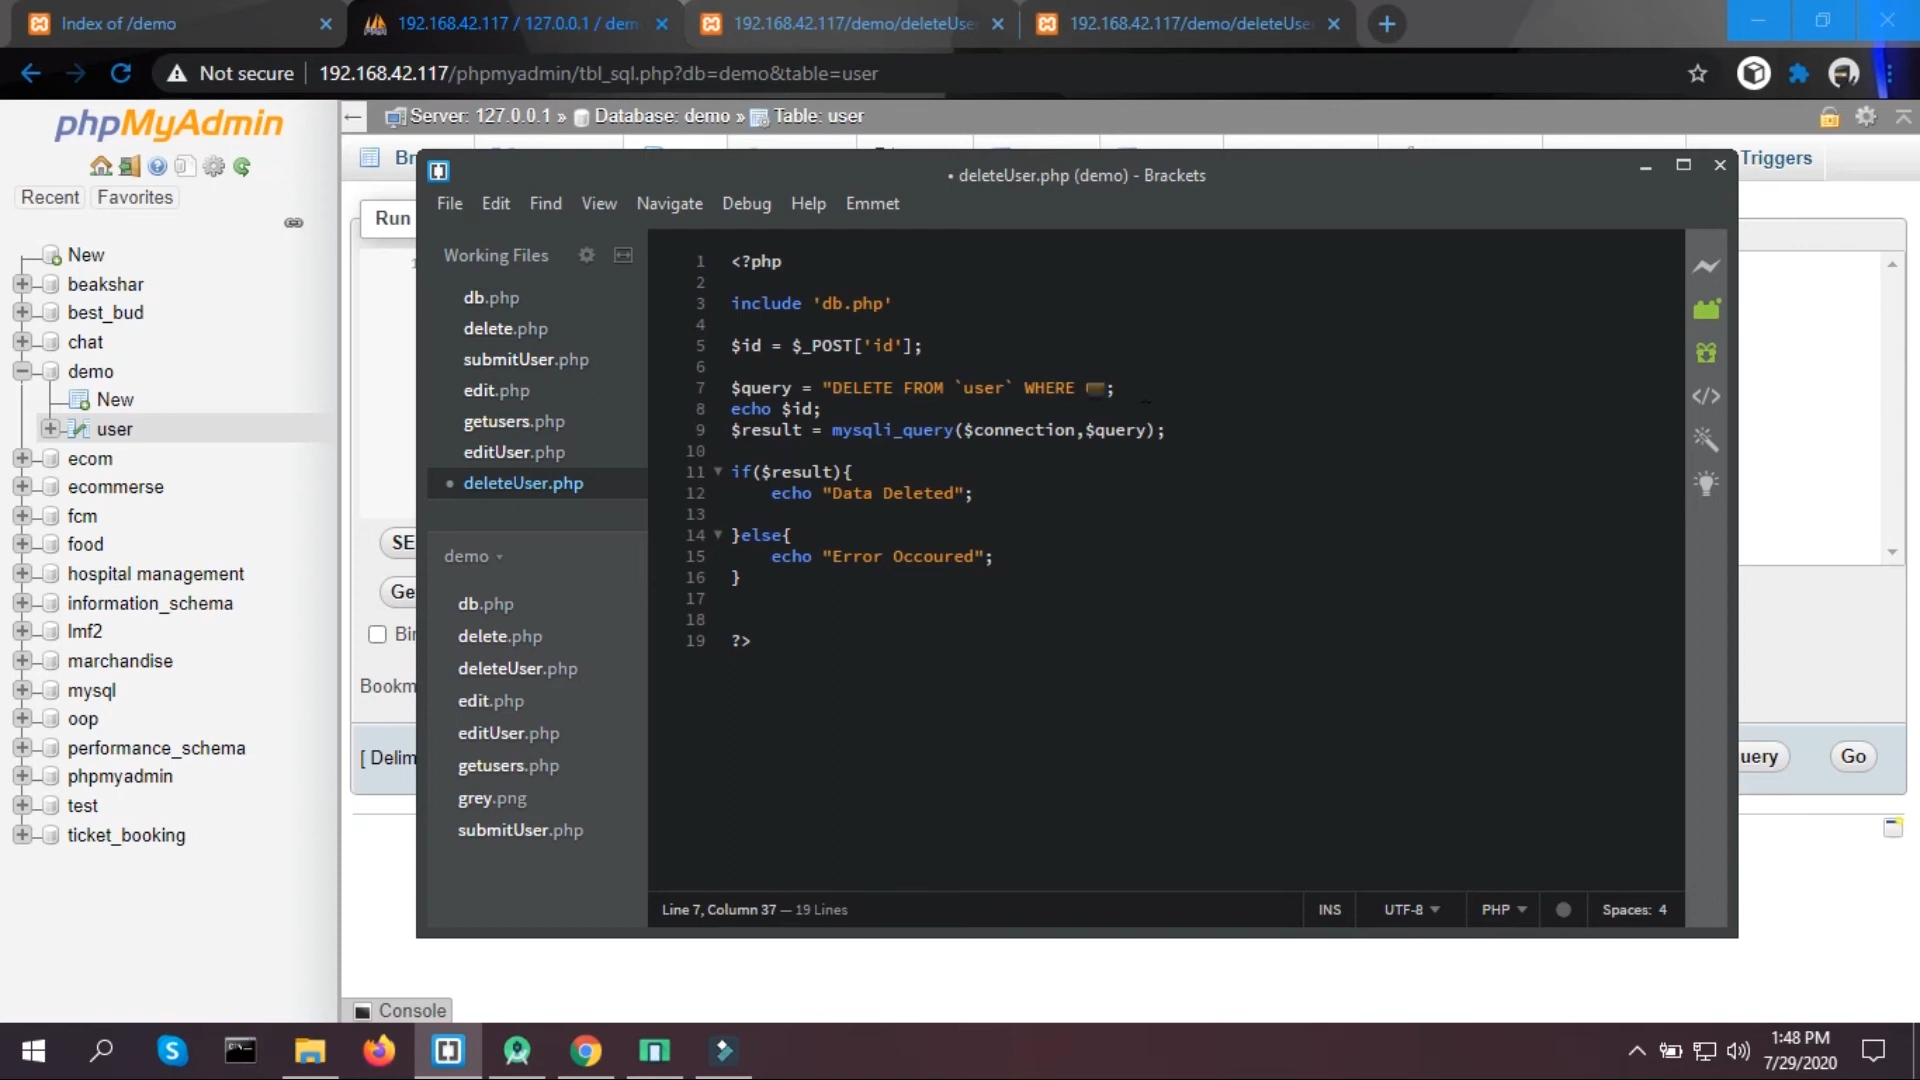 Index of /demo
192.168.42.117 / 127.0.0.1 / dem
192.168.42.117/demo/deleteUse
192.168.42.117/demo/deleteUse
Not secure
192.168.42.117/phpmyadmin/tbl_sql.php?db=demo&table=user
phpMyAdmin
Recent
Favorites
New
beakshar
best_bud
chat
demo
New
user
ecom
ecommerse
fcm
food
hospital management
information_schema
lmf2
marchandise
mysql
oop
performance_schema
phpmyadmin
test
ticket_booking
Server: 127.0.0.1 » Database: demo » Table: user
Br
Triggers
Run
1
SE
Ge
Bin
Bookm
[ Delim
uery
Go
Console
• deleteUser.php (demo) - Brackets
File Edit Find View Navigate Debug Help Emmet
Working Files
db.php
delete.php
submitUser.php
edit.php
getusers.php
editUser.php
deleteUser.php
demo
db.php
delete.php
deleteUser.php
edit.php
editUser.php
getusers.php
grey.png
submitUser.php
1 <?php
2
3 include 'db.php'
4
5 $id = $_POST['id'];
6
7 $query = "DELETE FROM `user` WHERE ;
8 echo $id;
9 $result = mysqli_query($connection,$query);
10
11 if($result){
12 echo "Data Deleted";
13
14 }else{
15 echo "Error Occoured";
16 }
17
18
19 ?>
Line 7, Column 37 — 19 Lines
INS
UTF-8
PHP
Spaces: 4
1:48 PM
7/29/2020